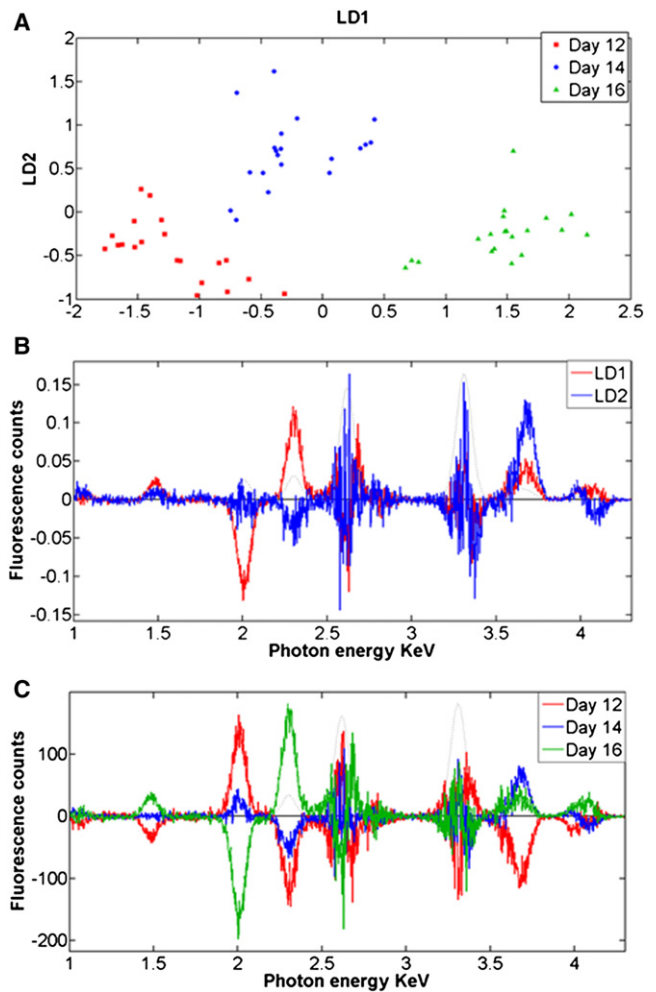 A
LD1
Day 12
Day 14
Day 16
LD2
2
1.5
1
0.5
0
-0.5
-1
-2 -1.5 -1 -0.5 0 0.5 1 1.5 2 2.5
B
LD1
LD2
Fluorescence counts
0.15
0.1
0.05
0
-0.05
-0.1
-0.15
1 1.5 2 2.5 3 3.5 4
Photon energy KeV
C
Day 12
Day 14
Day 16
Fluorescence counts
100
0
-100
-200
1 1.5 2 2.5 3 3.5 4
Photon energy KeV